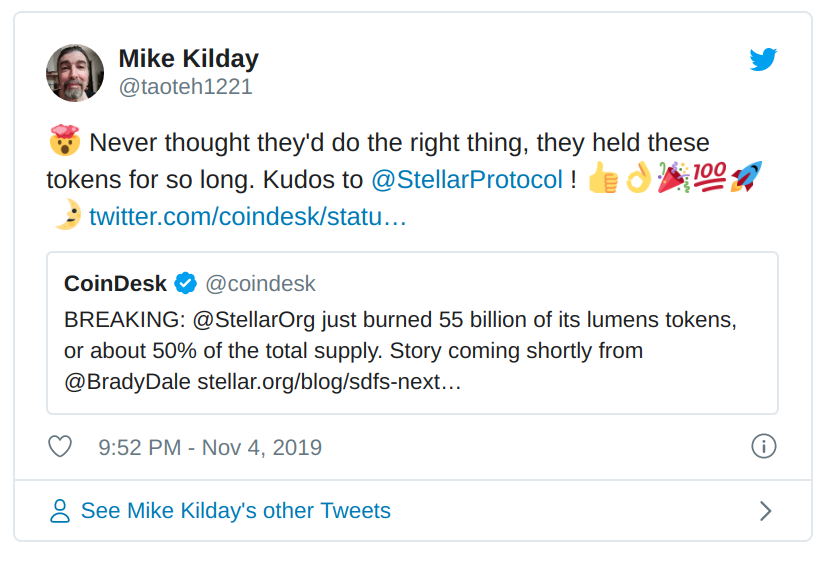 Mike Kilday
@taoteh1221
🤯 Never thought they'd do the right thing, they held these
tokens for so long. Kudos to @StellarProtocol ! 👍👌🎉💯🚀
🌛 twitter.com/coindesk/statu…
CoinDesk @coindesk
BREAKING: @StellarOrg just burned 55 billion of its lumens tokens,
or about 50% of the total supply. Story coming shortly from
@BradyDale stellar.org/blog/sdfs-next…
9:52 PM - Nov 4, 2019
See Mike Kilday's other Tweets